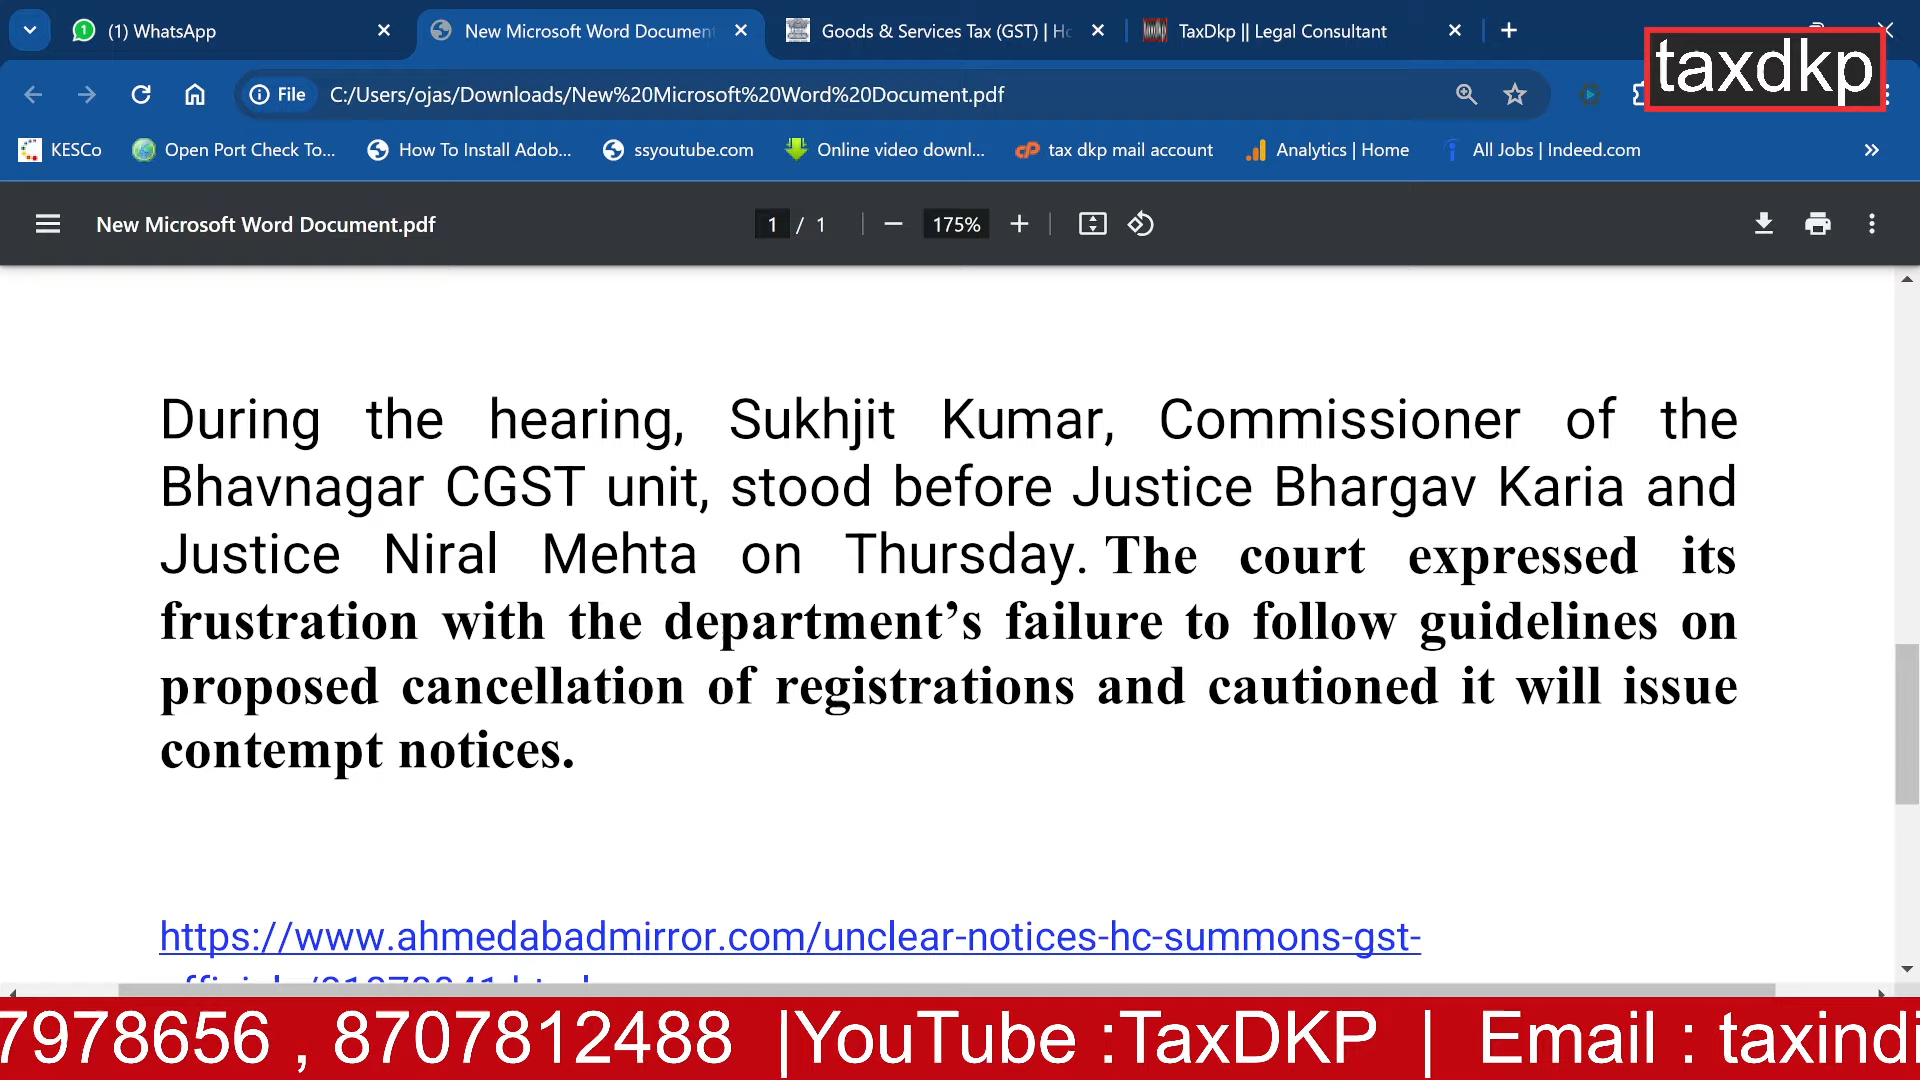 (1) WhatsApp
New Microsoft Word Documen
Goods & Services Tax (GST) | Ho
TaxDkp || Legal Consultant
taxdkp
File
C:/Users/ojas/Downloads/New%20Microsoft%20Word%20Document.pdf
KESCo
Open Port Check To...
How To Install Adob...
ssyoutube.com
Online video downl...
tax dkp mail account
Analytics | Home
All Jobs | Indeed.com
New Microsoft Word Document.pdf
1 / 1
175%
During the hearing, Sukhjit Kumar, Commissioner of the
Bhavnagar CGST unit, stood before Justice Bhargav Karia and
Justice Niral Mehta on Thursday. The court expressed its
frustration with the department’s failure to follow guidelines on
proposed cancellation of registrations and cautioned it will issue
contempt notices.
https://www.ahmedabadmirror.com/unclear-notices-hc-summons-gst-
7978656 , 8707812488 |YouTube :TaxDKP | Email : taxindi